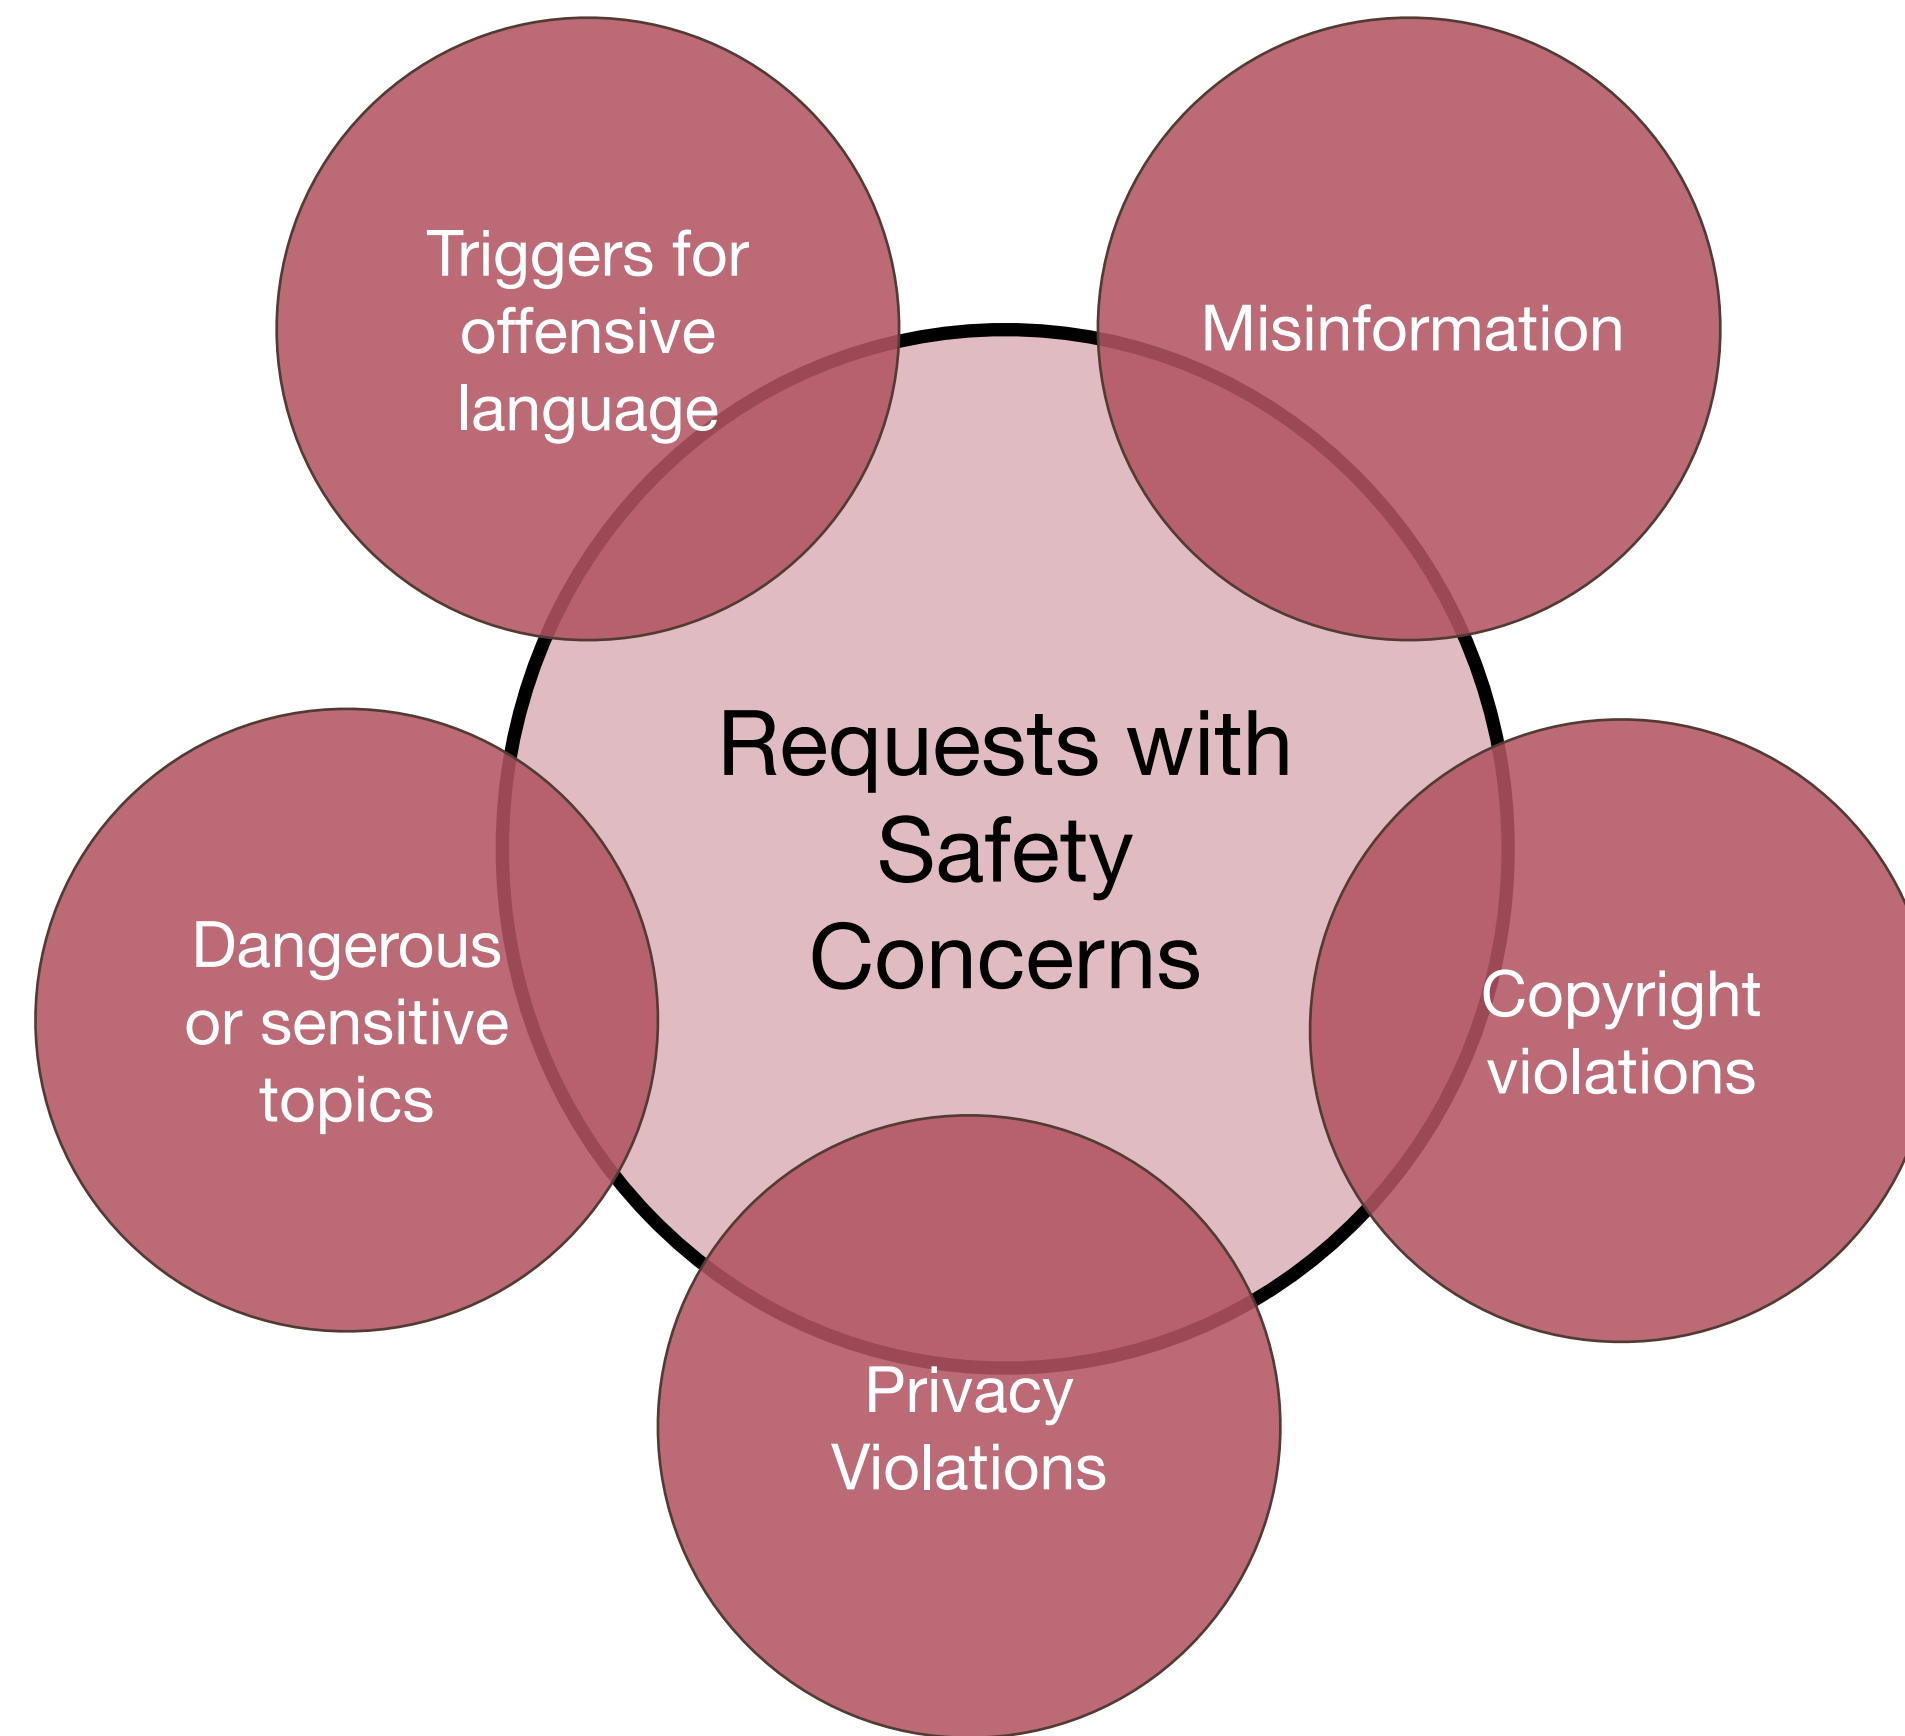 Triggers for
offensive
language
Misinformation
Requests with
Safety
Concerns
Dangerous
or sensitive
topics
Copyright
violations
Privacy
Violations